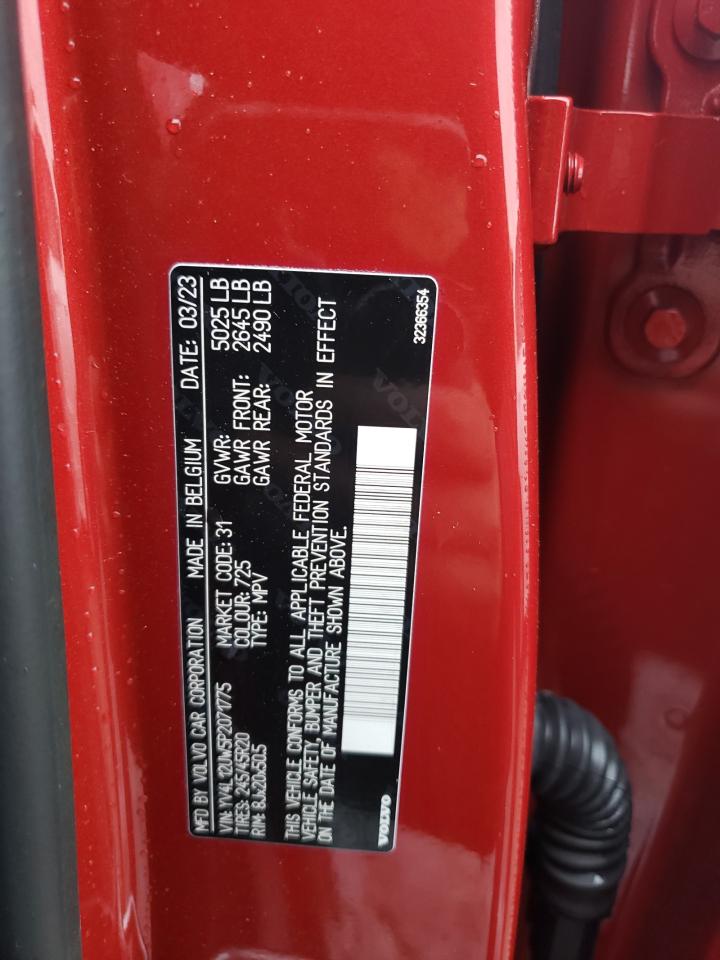 MFD BY VOLVO CAR CORPORATION MADE IN BELGIUM DATE: 03/23
VIN: YV4L12UW5P2071775 MARKET CODE: 31 GVWR: 5025 LB
TIRES: 245/45R20 COLOUR: 725 GAWR FRONT: 2645 LB
RIM: 8Jx20x50.5 TYPE: MPV GAWR REAR: 2490 LB
THIS VEHICLE CONFORMS TO ALL APPLICABLE FEDERAL MOTOR
VEHICLE SAFETY, BUMPER AND THEFT PREVENTION STANDARDS IN EFFECT
ON THE DATE OF MANUFACTURE SHOWN ABOVE.
VOLVO 32366354